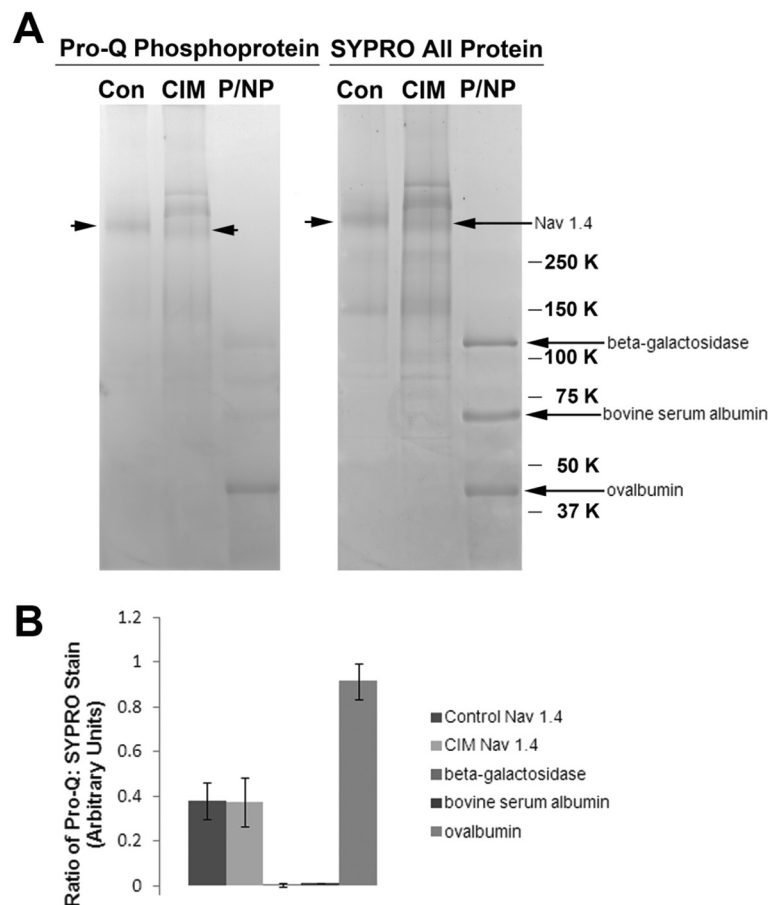 A
Pro-Q Phosphoprotein
SYPRO All Protein
Con CIM P/NP
Con CIM P/NP
Nav 1.4
250 K
150 K
beta-galactosidase
100 K
75 K
bovine serum albumin
50 K
ovalbumin
37 K
B
Ratio of Pro-Q: SYPRO Stain
(Arbitrary Units)
1.2
1
0.8
0.6
0.4
0.2
0
Control Nav 1.4
CIM Nav 1.4
beta-galactosidase
bovine serum albumin
ovalbumin